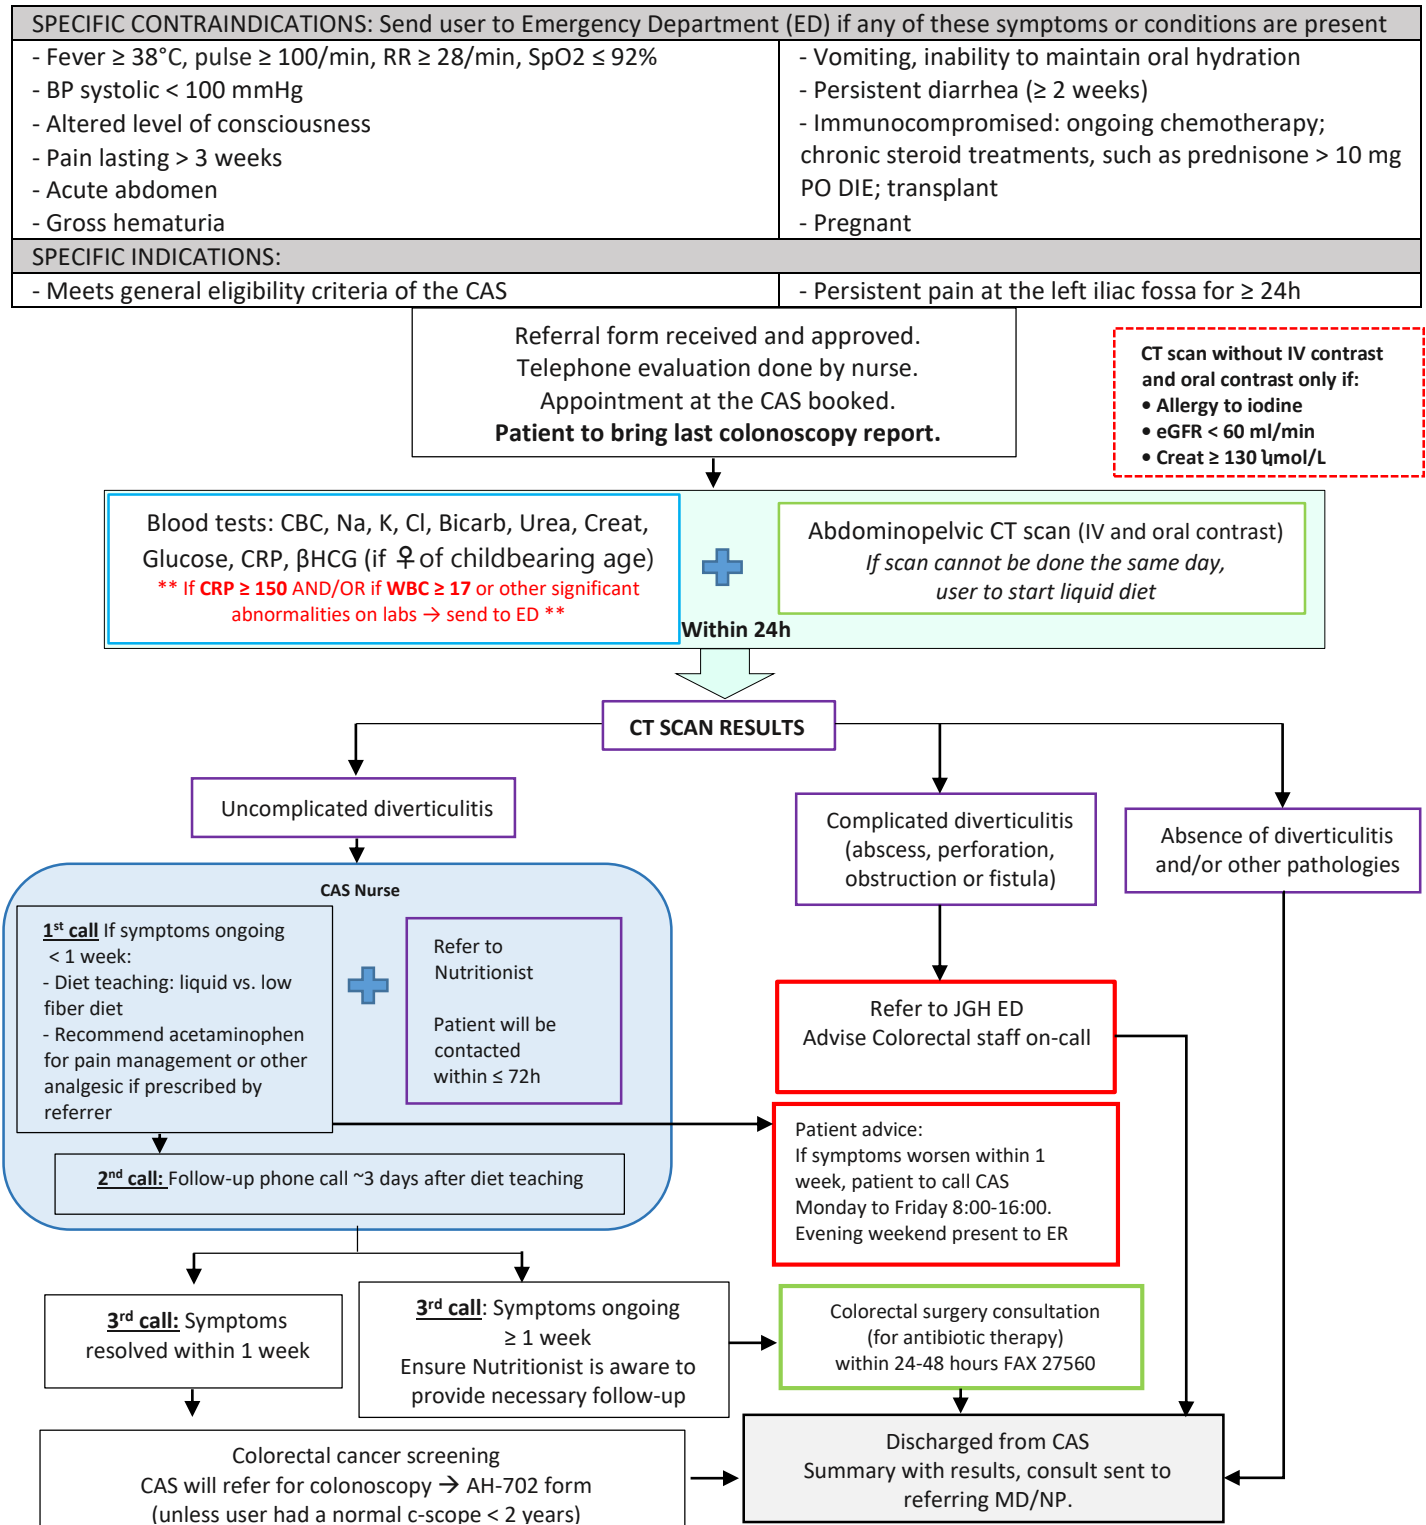 SPECIFIC CONTRAINDICATIONS: Send user to Emergency Department (ED) if any of these symptoms or conditions are present
- Fever ≥ 38°C, pulse ≥ 100/min, RR ≥ 28/min, SpO2 ≤ 92%
- BP systolic < 100 mmHg
- Altered level of consciousness
- Pain lasting > 3 weeks
- Acute abdomen
- Gross hematuria
- Vomiting, inability to maintain oral hydration
- Persistent diarrhea (≥ 2 weeks)
- Immunocompromised: ongoing chemotherapy;
chronic steroid treatments, such as prednisone > 10 mg
PO DIE; transplant
- Pregnant
SPECIFIC INDICATIONS:
- Meets general eligibility criteria of the CAS
- Persistent pain at the left iliac fossa for ≥ 24h
Referral form received and approved.
Telephone evaluation done by nurse.
Appointment at the CAS booked.
Patient to bring last colonoscopy report.
CT scan without IV contrast
and oral contrast only if:
• Allergy to iodine
• eGFR < 60 ml/min
• Creat ≥ 130 μmol/L
Blood tests: CBC, Na, K, Cl, Bicarb, Urea, Creat,
Glucose, CRP, βHCG (if ♀ of childbearing age)
** If CRP ≥ 150 AND/OR if WBC ≥ 17 or other significant
abnormalities on labs → send to ED **
Abdominopelvic CT scan (IV and oral contrast)
If scan cannot be done the same day,
user to start liquid diet
Within 24h
CT SCAN RESULTS
Uncomplicated diverticulitis
Complicated diverticulitis
(abscess, perforation,
obstruction or fistula)
Absence of diverticulitis
and/or other pathologies
CAS Nurse
1st call If symptoms ongoing
< 1 week:
- Diet teaching: liquid vs. low
fiber diet
- Recommend acetaminophen
for pain management or other
analgesic if prescribed by
referrer
Refer to
Nutritionist
Patient will be
contacted
within ≤ 72h
2nd call: Follow-up phone call ~3 days after diet teaching
Refer to JGH ED
Advise Colorectal staff on-call
Patient advice:
If symptoms worsen within 1
week, patient to call CAS
Monday to Friday 8:00-16:00.
Evening weekend present to ER
3rd call: Symptoms
resolved within 1 week
3rd call: Symptoms ongoing
≥ 1 week
Ensure Nutritionist is aware to
provide necessary follow-up
Colorectal surgery consultation
(for antibiotic therapy)
within 24-48 hours FAX 27560
Colorectal cancer screening
CAS will refer for colonoscopy → AH-702 form
(unless user had a normal c-scope < 2 years)
Discharged from CAS
Summary with results, consult sent to
referring MD/NP.